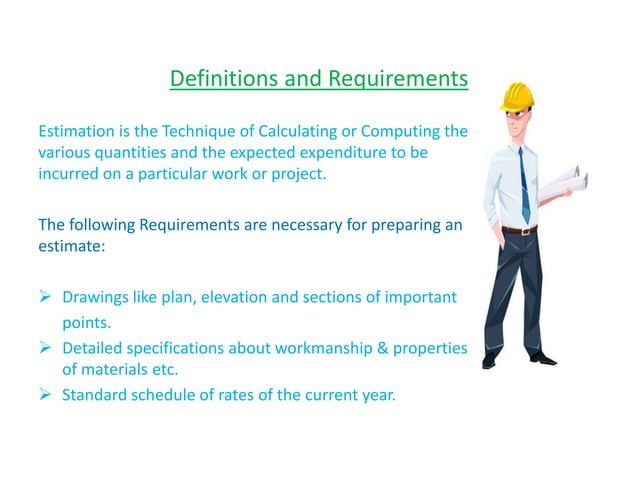 Definitions and Requirements
Estimation is the Technique of Calculating or Computing the
various quantities and the expected expenditure to be
incurred on a particular work or project.
The following Requirements are necessary for preparing an
estimate:
➢ Drawings like plan, elevation and sections of important
points.
➢ Detailed specifications about workmanship & properties
of materials etc.
➢ Standard schedule of rates of the current year.